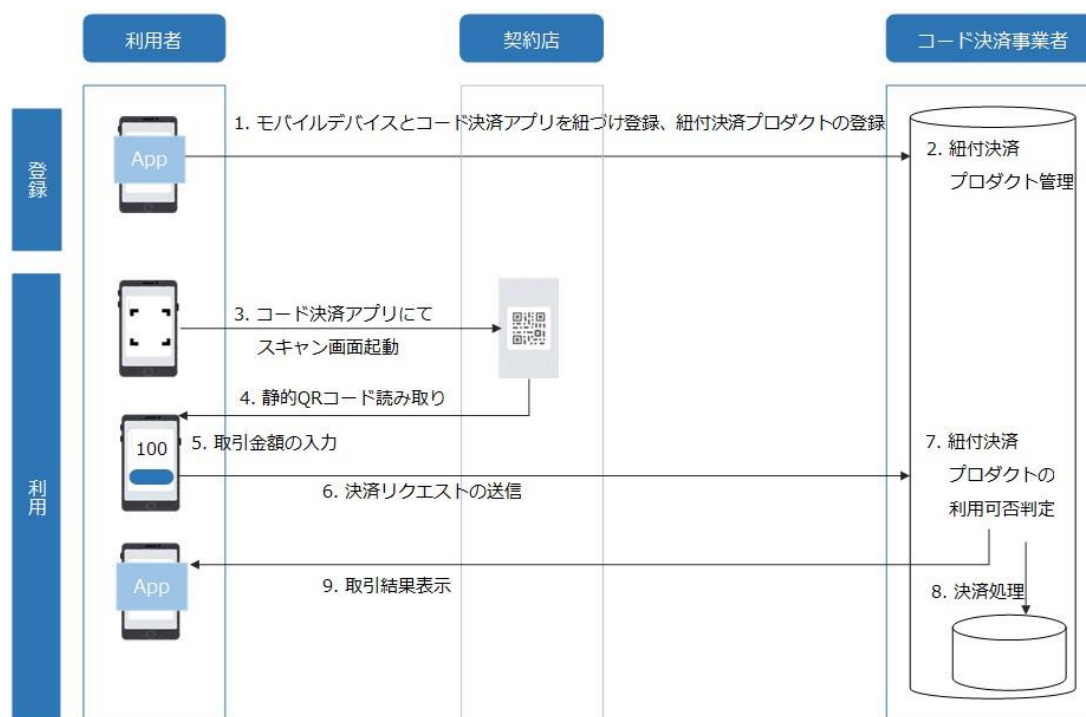 利用者
契約店
コード決済事業者
登録
App
1. モバイルデバイスとコード決済アプリを紐づけ登録、紐付決済プロダクトの登録
2. 紐付決済
プロダクト管理
利用
3. コード決済アプリにて
スキャン画面起動
4. 静的QRコード読み取り
100
5. 取引金額の入力
6. 決済リクエストの送信
7. 紐付決済
プロダクトの
利用可否判定
App
9. 取引結果表示
8. 決済処理